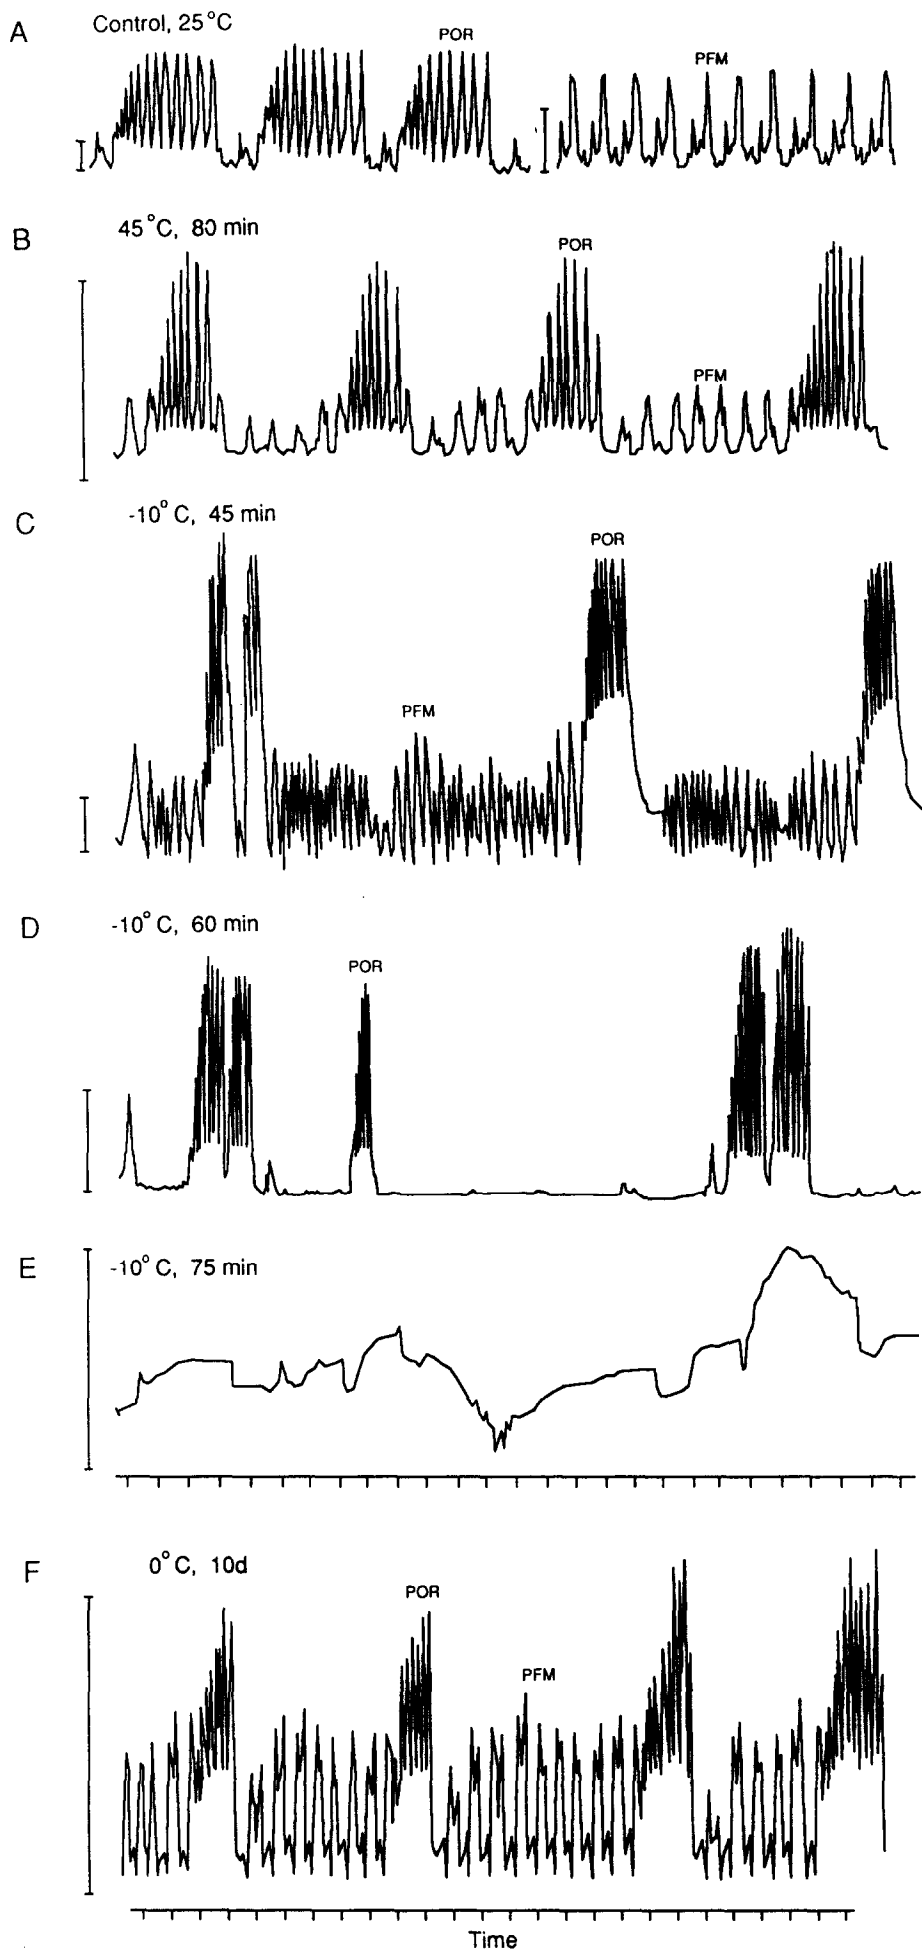 A
Control, 25°C
POR
PFM
B
45°C, 80 min
POR
PFM
C
-10°C, 45 min
POR
PFM
D
-10°C, 60 min
POR
E
-10°C, 75 min
F
0°C, 10d
POR
PFM
Time